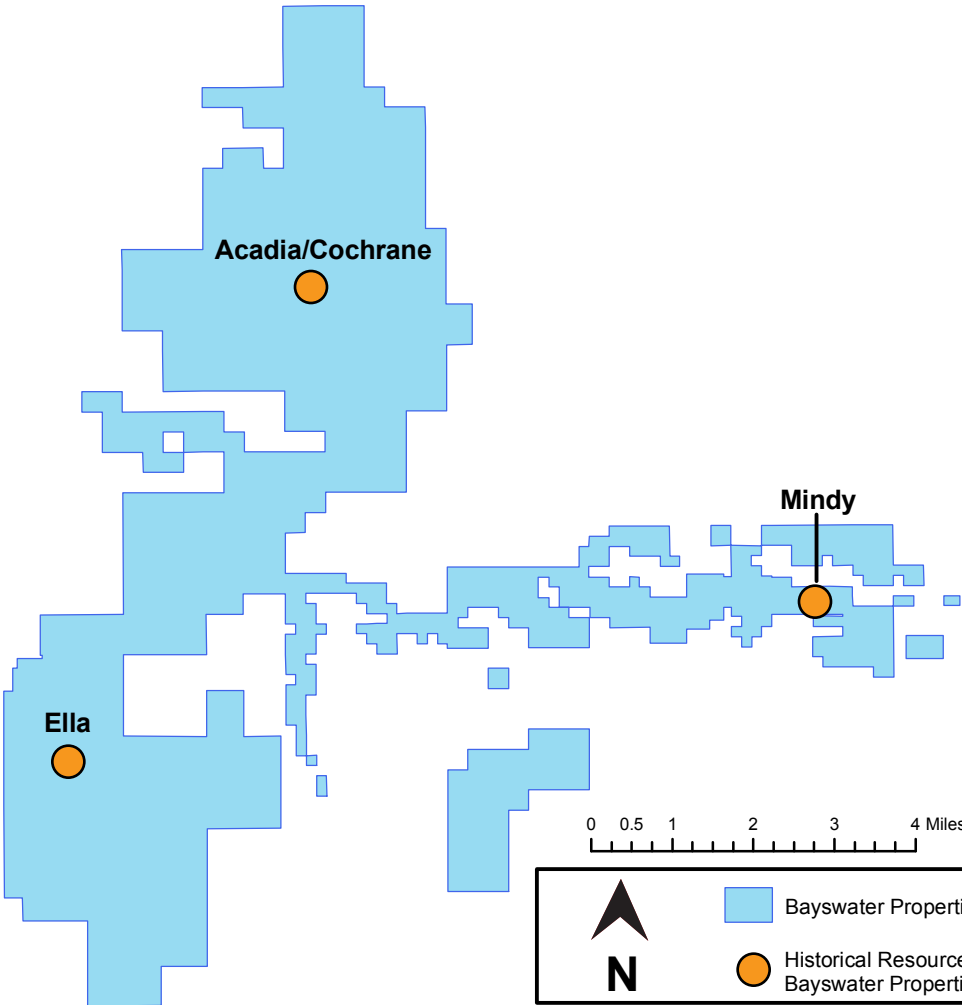 Acadia/Cochrane
Mindy
Ella
0 0.5 1 2 3 4 Miles
N
Bayswater Properti
Historical Resource
Bayswater Properti